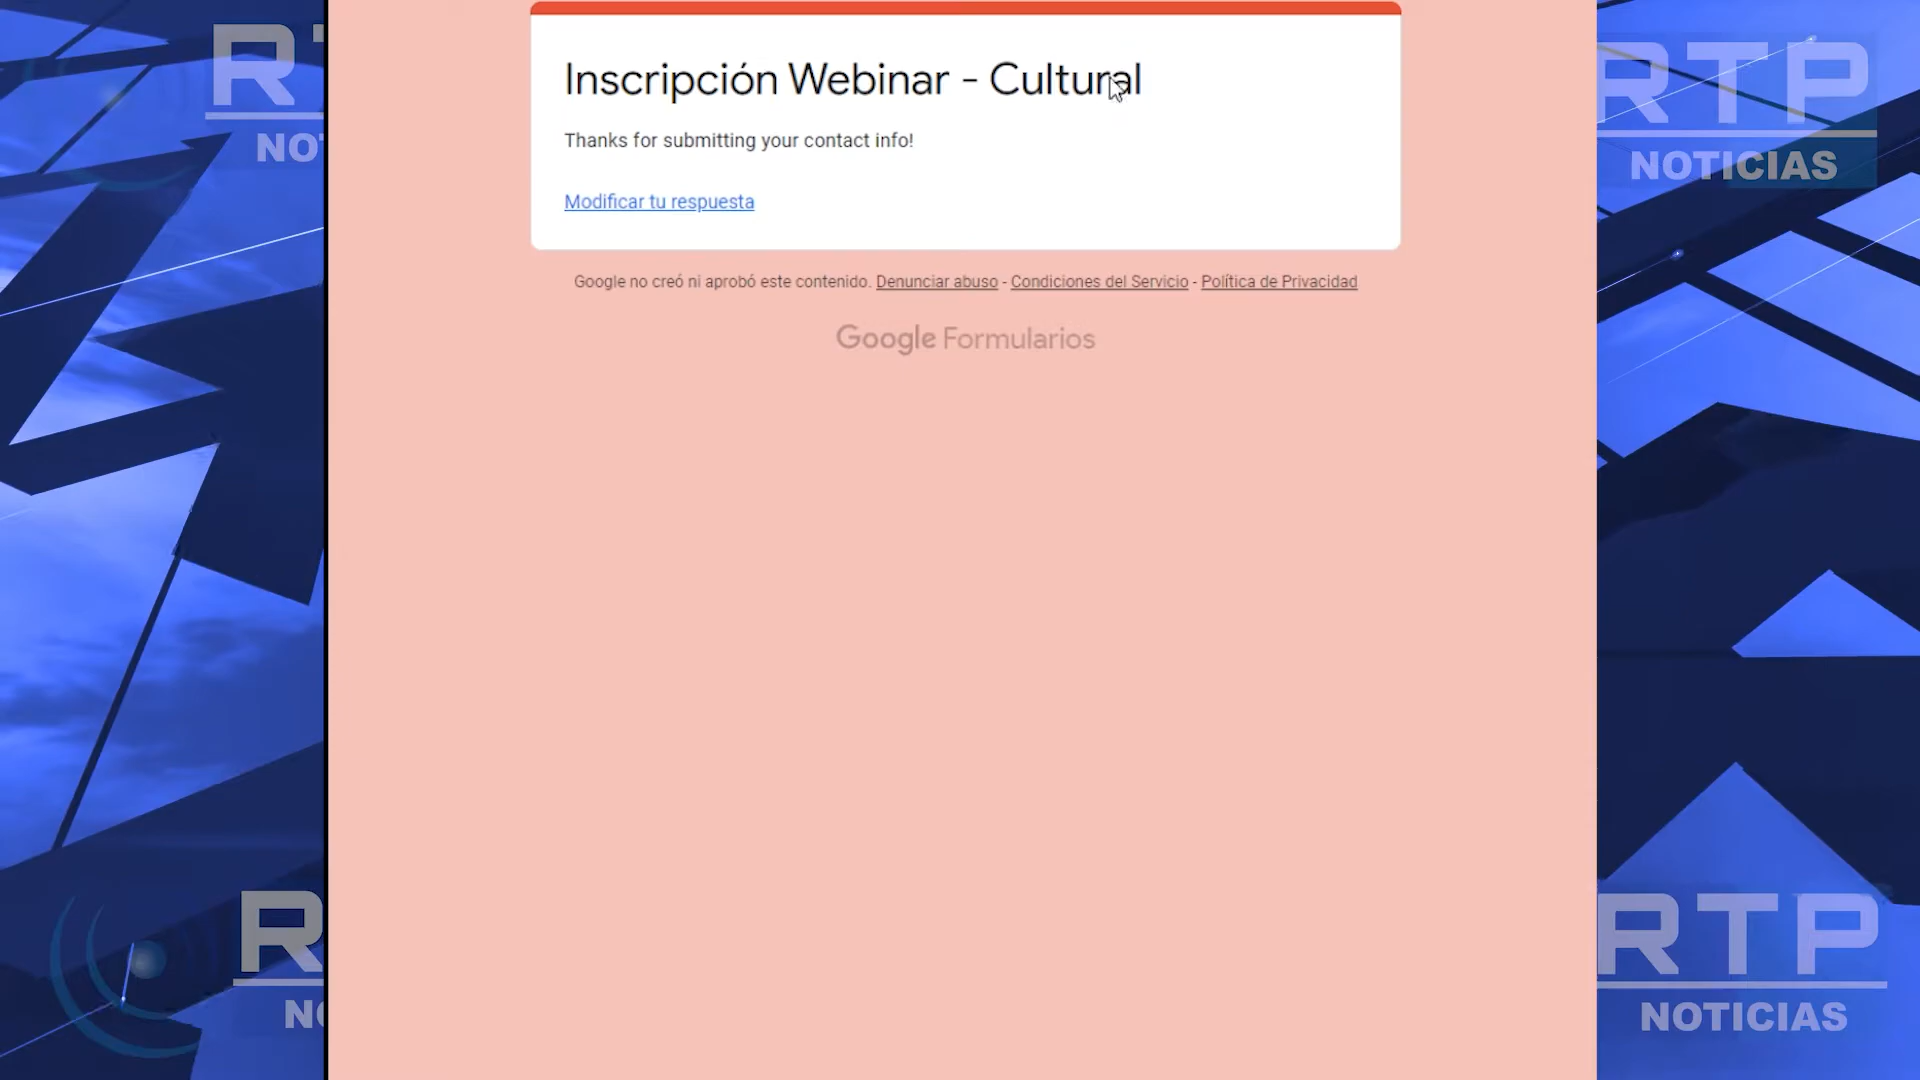 Inscripción Webinar - Cultural
Thanks for submitting your contact info!
Modificar tu respuesta
Google no creó ni aprobó este contenido. Denunciar abuso - Condiciones del Servicio - Política de Privacidad
Google Formularios
RTP
NOTICIAS
RTP
NOTICIAS